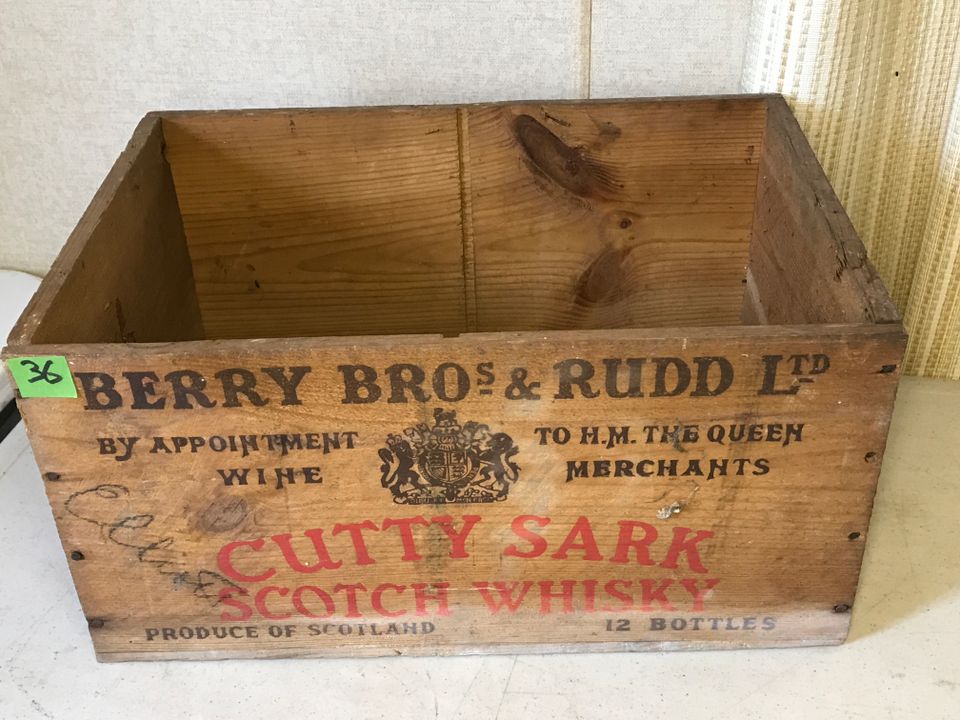 36
BERRY BROS & RUDD LTD
BY APPOINTMENT TO H.M. THE QUEEN
WINE MERCHANTS
CUTTY SARK
SCOTCH WHISKY
PRODUCE OF SCOTLAND 12 BOTTLES